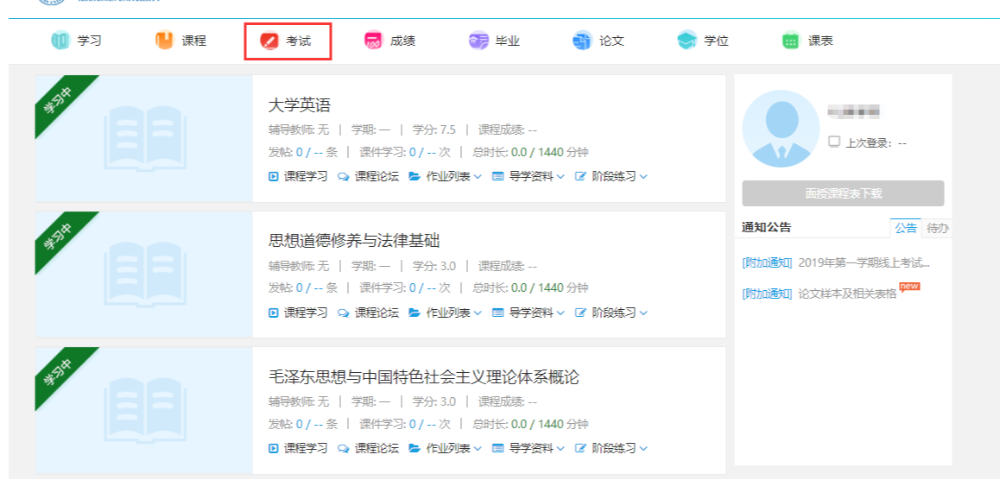 学习 课程 考试 100 成绩 毕业 论文 学位 课表
学习中
大学英语
辅导教师: 无 | 学期: — | 学分: 7.5 | 课程成绩: --
发帖: 0 / -- 条 | 课件学习: 0 / -- 次 | 总时长: 0.0 / 1440 分钟
课程学习 课程论坛 作业列表 导学资料 阶段练习
学习中
思想道德修养与法律基础
辅导教师: 无 | 学期: — | 学分: 3.0 | 课程成绩: --
发帖: 0 / -- 条 | 课件学习: 0 / -- 次 | 总时长: 0.0 / 1440 分钟
课程学习 课程论坛 作业列表 导学资料 阶段练习
学习中
毛泽东思想与中国特色社会主义理论体系概论
辅导教师: 无 | 学期: — | 学分: 3.0 | 课程成绩: --
发帖: 0 / -- 条 | 课件学习: 0 / -- 次 | 总时长: 0.0 / 1440 分钟
课程学习 课程论坛 作业列表 导学资料 阶段练习
上次登录: --
面授课程表下载
通知公告 公告 待办
[附加通知] 2019年第一学期线上考试...
[附加通知] 论文样本及相关表格 new